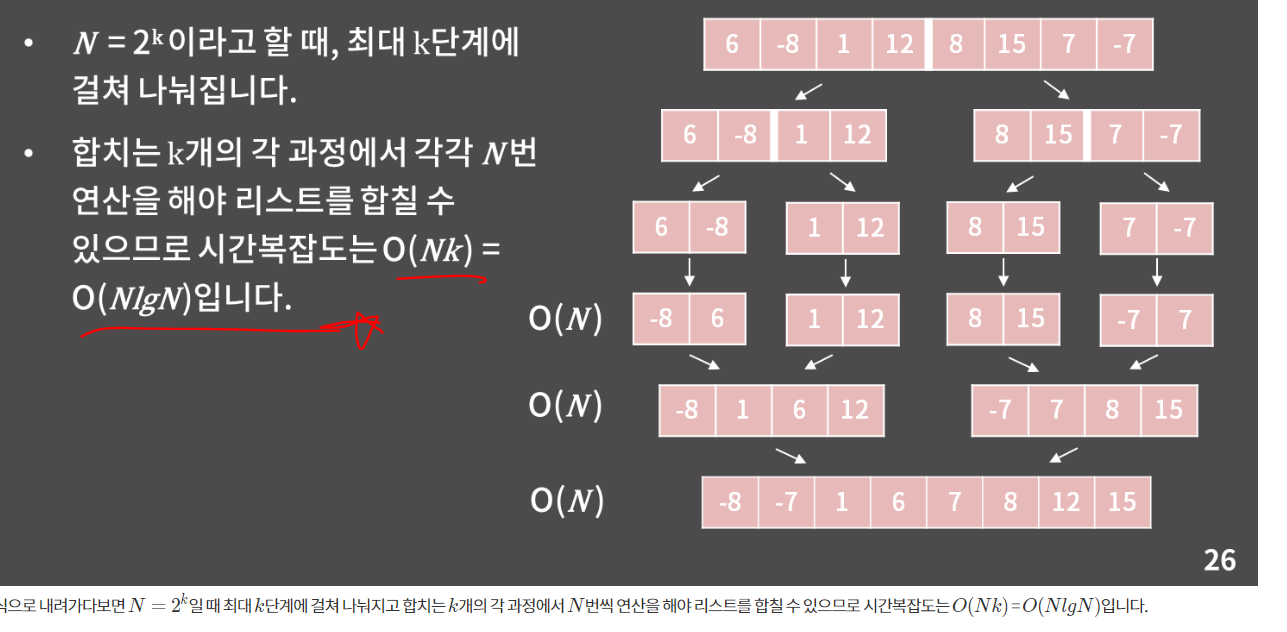 • N = 2ᵏ이라고 할 때, 최대 k단계에
걸쳐 나눠집니다.
• 합치는 k개의 각 과정에서 각각 N번
연산을 해야 리스트를 합칠 수
있으므로 시간복잡도는 O(Nk) =
O(NlgN)입니다.
6 -8 1 12 8 15 7 -7
6 -8 1 12 8 15 7 -7
6 -8 1 12 8 15 7 -7
O(N) -8 6 1 12 8 15 -7 7
O(N) -8 1 6 12 -7 7 8 15
O(N) -8 -7 1 6 7 8 12 15
26
식으로 내려가다보면 N = 2ᵏ일 때 최대 k단계에 걸쳐 나눠지고 합치는 k개의 각 과정에서 N번씩 연산을 해야 리스트를 합칠 수 있으므로 시간복잡도는 O(Nk) = O(NlgN)입니다.